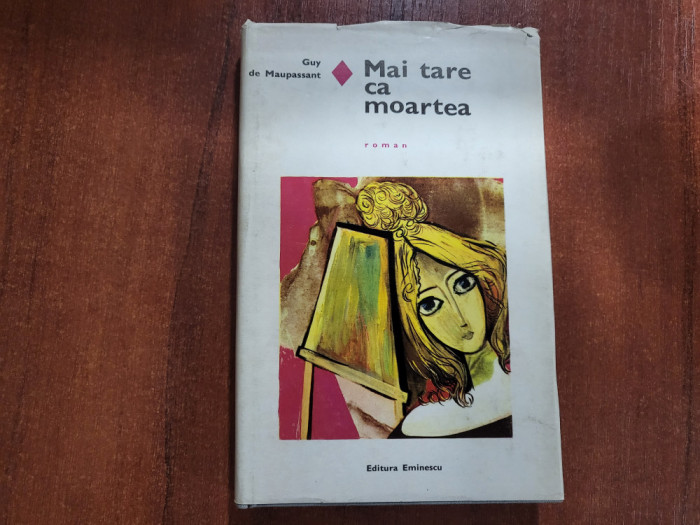 Guy
de Maupassant
Mai tare
ca
moartea
roman
Editura Eminescu